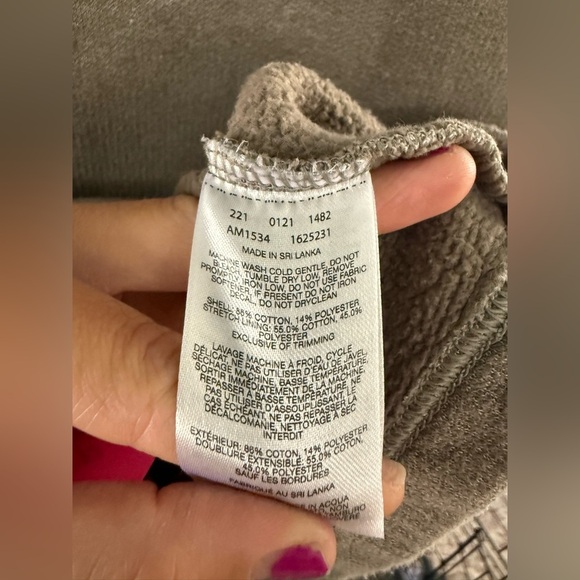 221 0121 1482
AM1534 1625231
MADE IN SRI LANKA
MACHINE WASH COLD GENTLE, DO NOT
BLEACH, TUMBLE DRY LOW, REMOVE
PROMPTLY, IRON LOW, DO NOT USE FABRIC
SOFTENER, IF PRESENT DO NOT IRON
DECAL, DO NOT DRYCLEAN
SHELL: 86% COTTON, 14% POLYESTER
STRETCH LINING: 55.0% COTTON, 45.0%
POLYESTER
EXCLUSIVE OF TRIMMING
LAVAGE MACHINE À FROID, CYCLE
DÉLICAT, NE PAS UTILISER D'EAU DE JAVEL,
SÉCHAGE MACHINE, BASSE TEMPÉRATURE,
SORTIR IMMÉDIATEMENT DE LA MACHINE,
REPASSER À BASSE TEMPÉRATURE, NE
PAS UTILISER D'ASSOUPLISSANT, LE
CAS ÉCHÉANT, NE PAS REPASSER LA
DÉCALCOMANIE, NETTOYAGE À SEC
INTERDIT
EXTÉRIEUR: 86% COTON, 14% POLYESTER
DOUBLURE EXTENSIBLE: 55.0% COTON,
45.0% POLYESTER
SAUF LES BORDURES
FABRIQUÉ AU SRI LANKA
IN ACQUA
NON